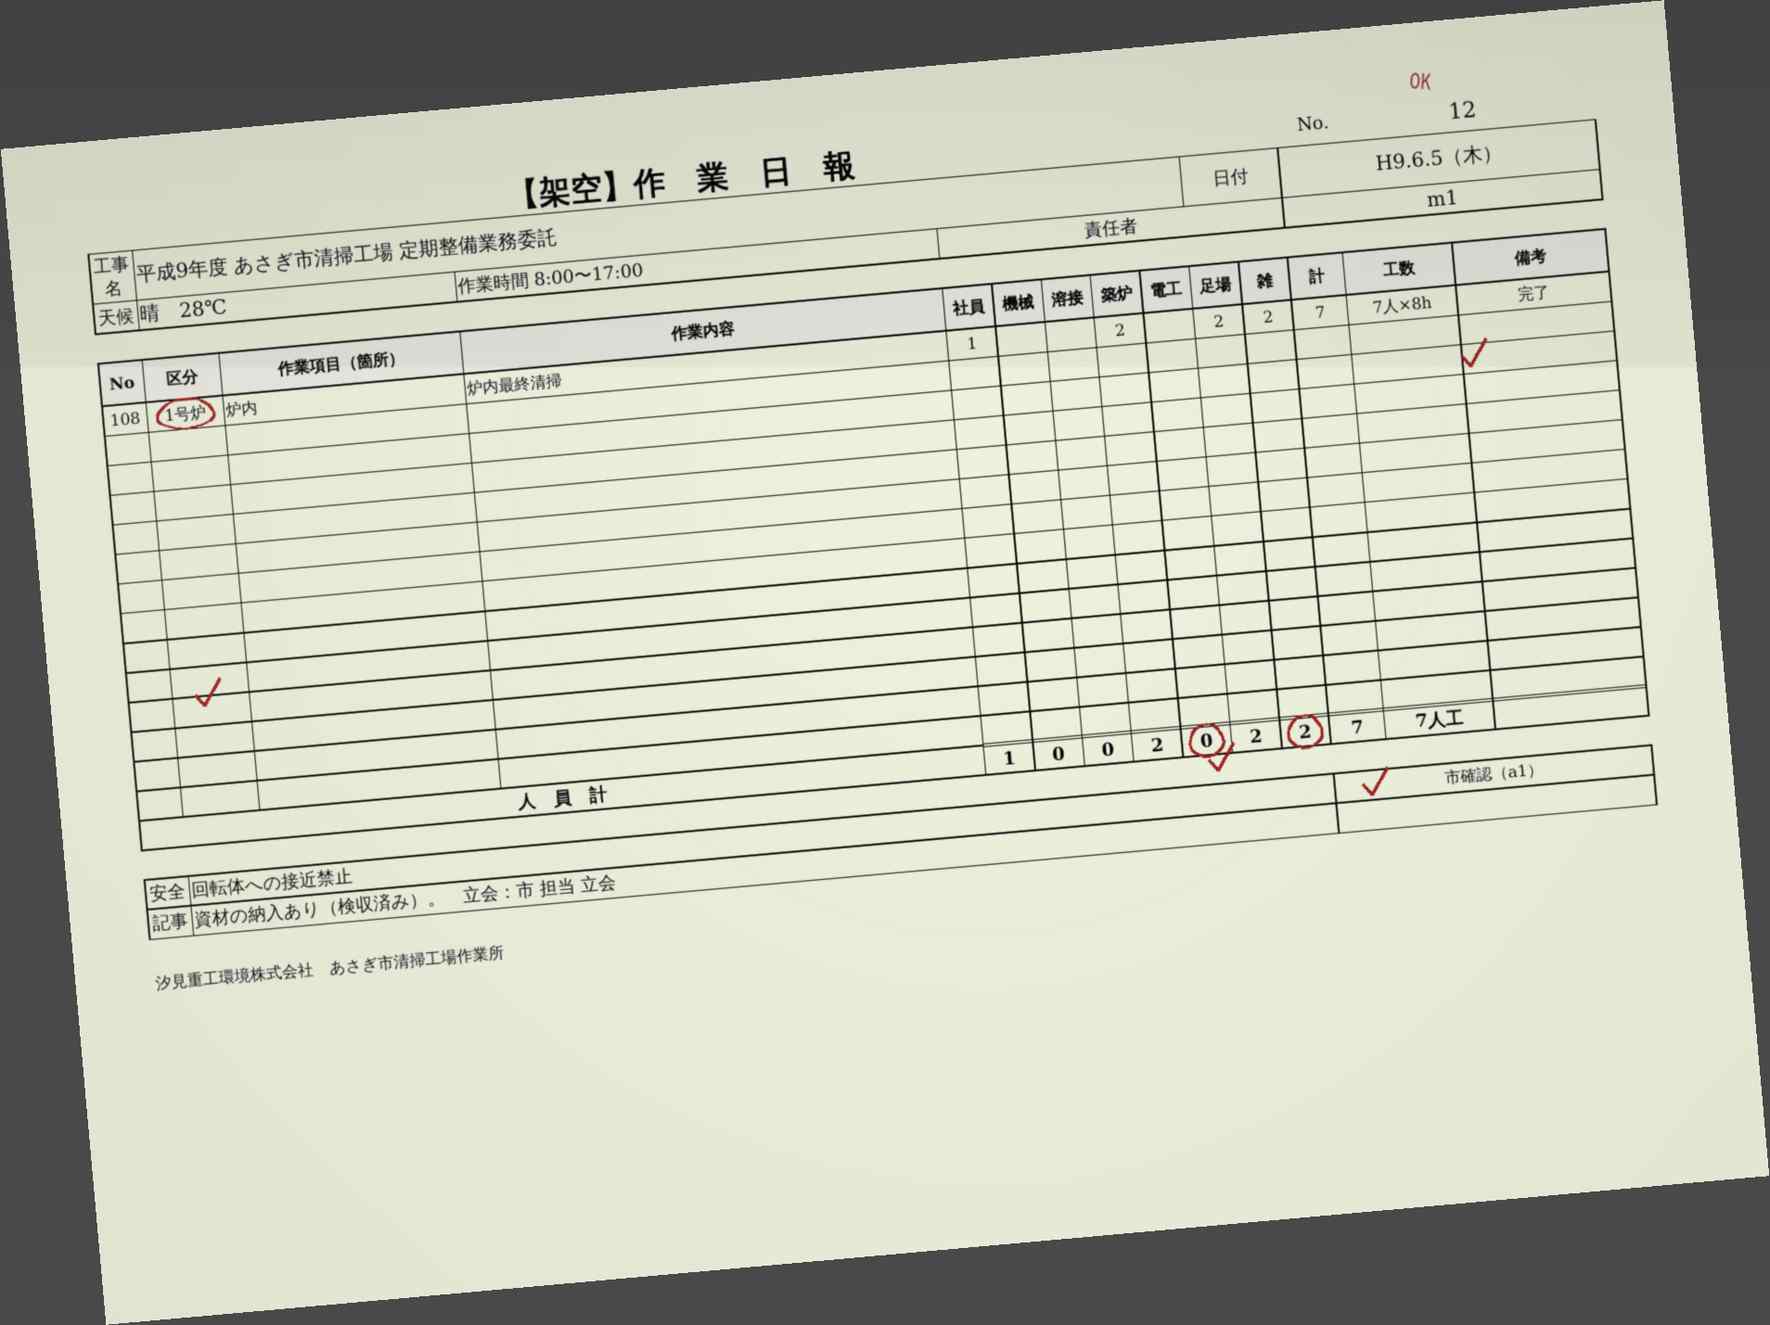 OK
No. 12
【架空】作 業 日 報
工事名 平成9年度 あさぎ市清掃工場 定期整備業務委託 日付 H9.6.5（木）
天候 晴 28℃ 作業時間 8:00〜17:00 責任者 m1
No 区分 作業項目（箇所） 作業内容 社員 機械 溶接 築炉 電工 足場 雑 計 工数 備考
108 1号炉 炉内 炉内最終清掃 1 2 2 2 7 7人×8h 完了
人 員 計 1 0 0 2 0 2 2 7 7人工
安全 回転体への接近禁止 市確認（a1）
記事 資材の納入あり（検収済み）。 立会：市 担当 立会
汐見重工環境株式会社 あさぎ市清掃工場作業所